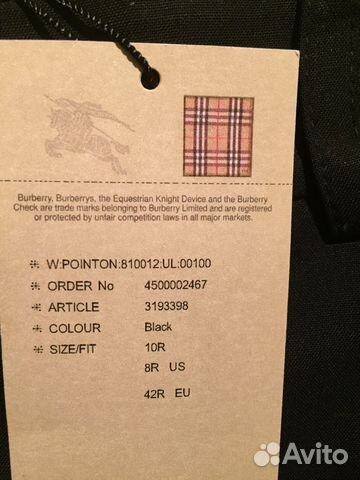 Burberry, Burberrys, the Equestrian Knight Device and the Burberry
Check are trade marks belonging to Burberry Limited and are registered
or protected by unfair competition laws in all major markets.
W:POINTON:810012:UL:00100
ORDER No 4500002467
ARTICLE 3193398
COLOUR Black
SIZE/FIT 10R
8R US
42R EU
Avito